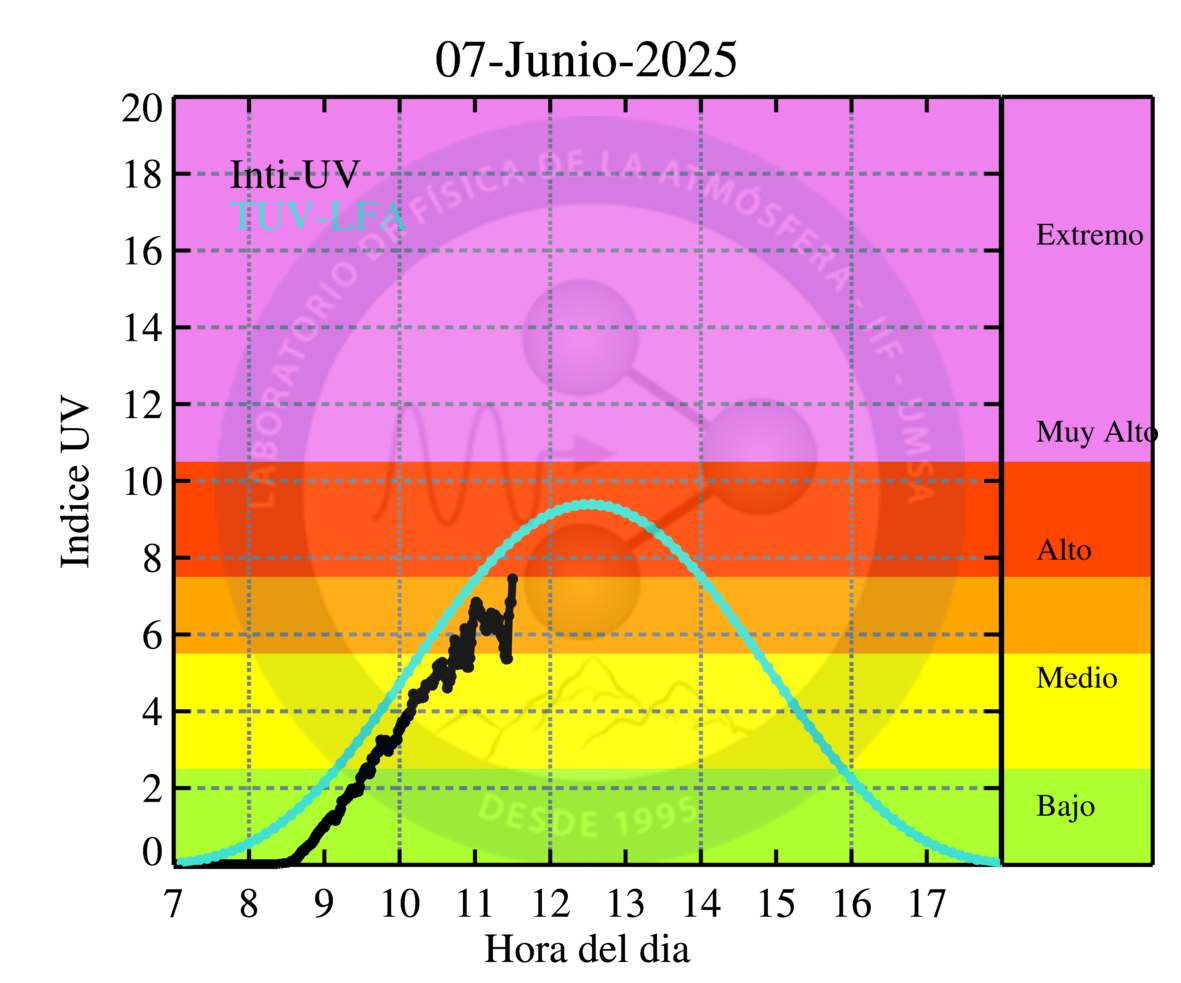 07-Junio-2025
Indice UV
20
18
16
14
12
10
8
6
4
2
0
Inti-UV
TUV-LFA
LABORATORIO DE FÍSICA DE LA ATMÓSFERA - IIF - UMSA
DESDE 1995
Extremo
Muy Alto
Alto
Medio
Bajo
7 8 9 10 11 12 13 14 15 16 17
Hora del dia